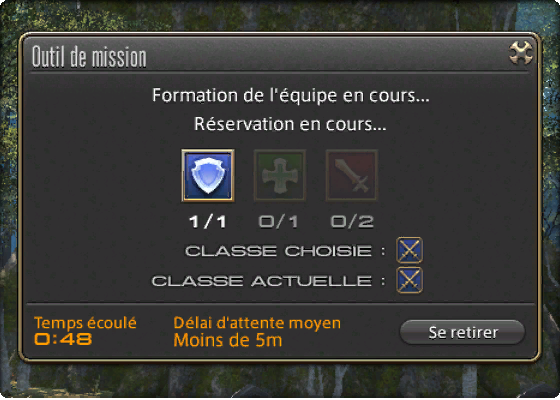 Outil de mission
Formation de l'équipe en cours...
Réservation en cours...
1/1 0/1 0/2
CLASSE CHOISIE :
CLASSE ACTUELLE :
Temps écoulé Délai d'attente moyen
0:48 Moins de 5m Se retirer